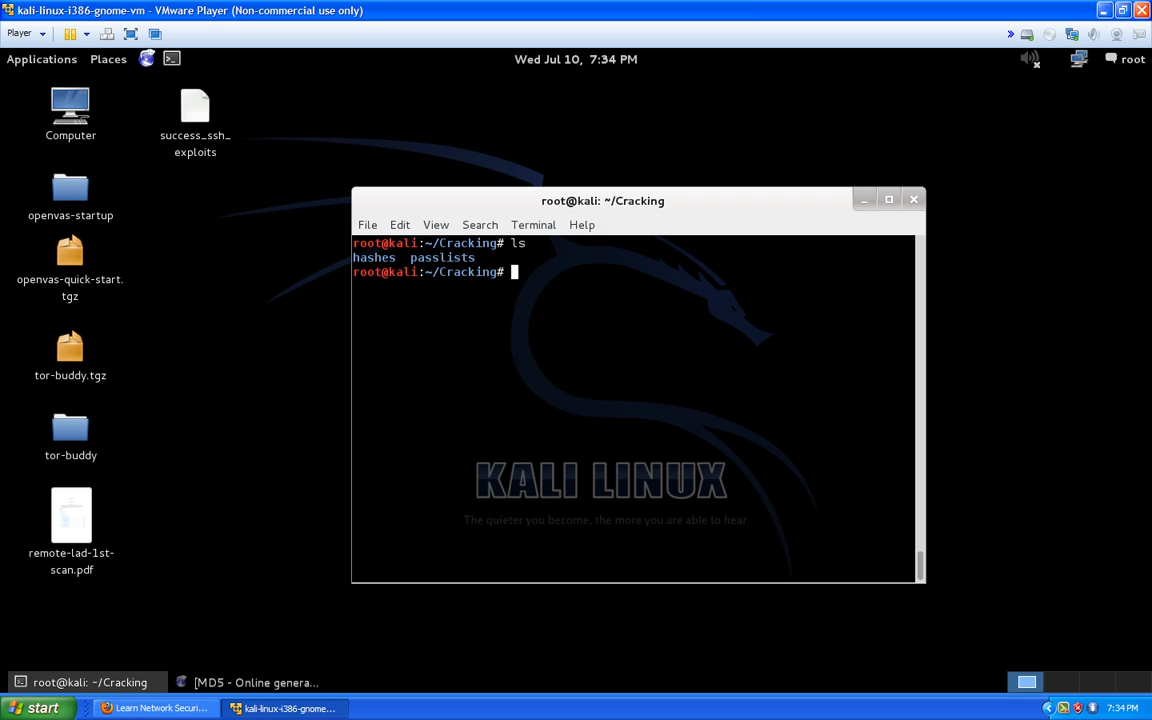 kali-linux-i386-gnome-vm - VMware Player (Non-commercial use only)
Player
Applications Places Wed Jul 10, 7:34 PM root
Computer
success_ssh_
exploits
openvas-startup
openvas-quick-start.
tgz
tor-buddy.tgz
tor-buddy
remote-lad-1st-
scan.pdf
root@kali: ~/Cracking
File Edit View Search Terminal Help
root@kali:~/Cracking# ls
hashes passlists
root@kali:~/Cracking#
KALI LINUX
The quieter you become, the more you are able to hear
root@kali: ~/Cracking [MD5 - Online genera...
start Learn Network Securi... kali-linux-i386-gnome... 7:34 PM